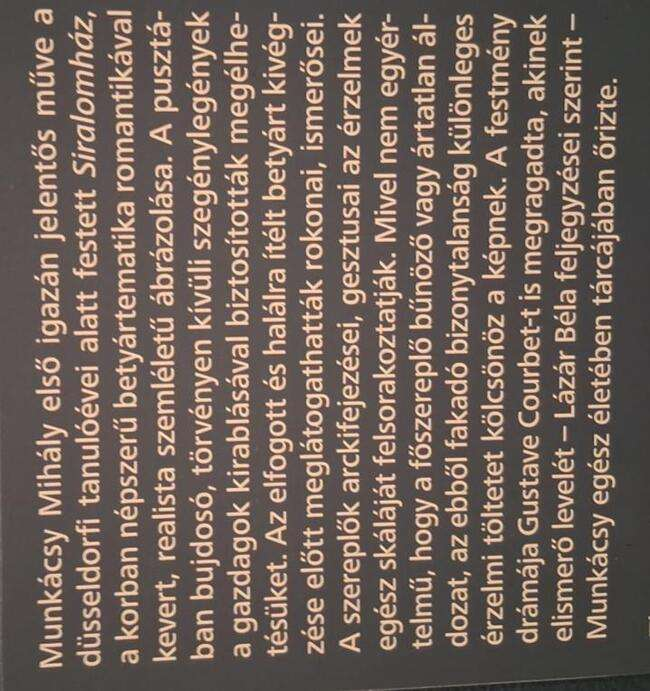 Munkácsy Mihály első igazán jelentős műve a
düsseldorfi tanulóévei alatt festett Siralomház,
a korban népszerű betyártematika romantikával
kevert, realista szemléletű ábrázolása. A pusztá-
ban bujdosó, törvényen kívüli szegénylegények
a gazdagok kirablásával biztosították megélhe-
tésüket. Az elfogott és halálra ítélt betyárt kivég-
zése előtt meglátogathatták rokonai, ismerősei.
A szereplők arckifejezései, gesztusai az érzelmek
egész skáláját felsorakoztatják. Mivel nem egyér-
telmű, hogy a főszereplő bűnöző vagy ártatlan ál-
dozat, az ebből fakadó bizonytalanság különleges
érzelmi töltetet kölcsönöz a képnek. A festmény
drámája Gustave Courbet-t is megragadta, akinek
elismerő levelét – Lázár Béla feljegyzései szerint –
Munkácsy egész életében tárcájában őrizte.